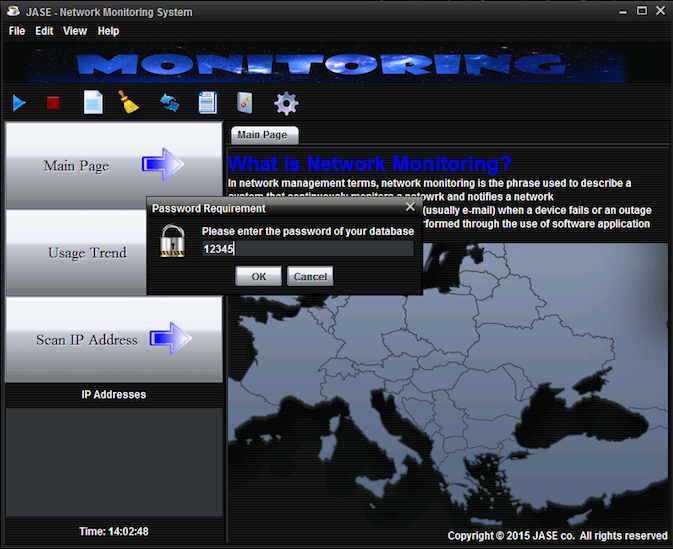 JASE - Network Monitoring System
File Edit View Help
MONITORING
Main Page
Usage Trend
Scan IP Address
IP Addresses
Time: 14:02:48
Main Page
What is Network Monitoring?
In network management terms, network monitoring is the phrase used to describe a
system that continuously monitors a netowrk and notifies a network
(usually e-mail) when a device fails or an outage
rformed through the use of software application
Password Requirement
Please enter the password of your database
12345
OK Cancel
Copyright © 2015 JASE co. All rights reserved